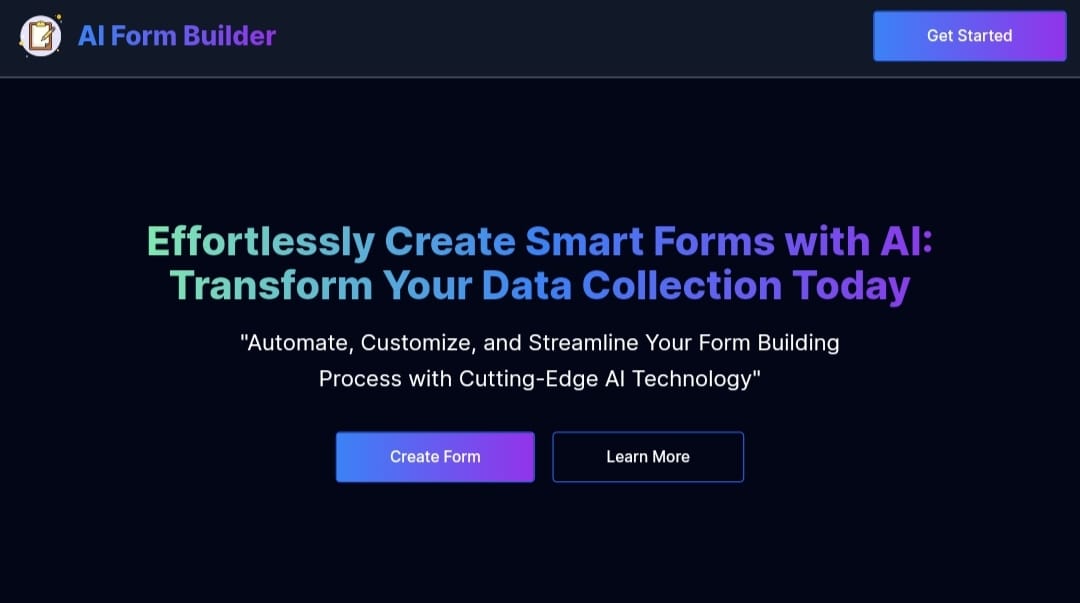 AI Form Builder
Get Started
Effortlessly Create Smart Forms with AI:
Transform Your Data Collection Today
"Automate, Customize, and Streamline Your Form Building
Process with Cutting-Edge AI Technology"
Create Form
Learn More